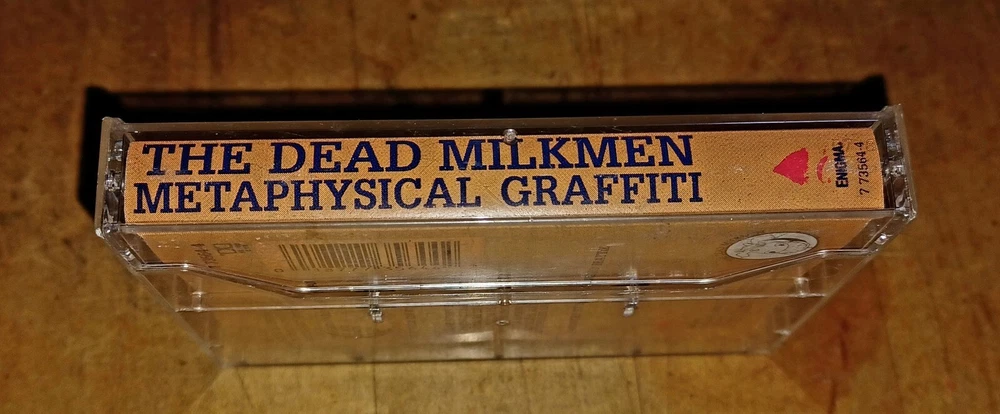 THE DEAD MILKMEN
METAPHYSICAL GRAFFITI
ENIGMA
7 73564-4